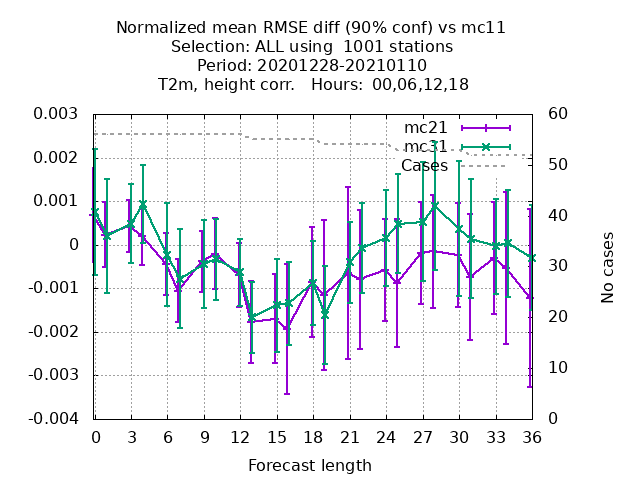 Normalized mean RMSE diff (90% conf) vs mc11
Selection: ALL using  1001 stations
Period: 20201228-20210110
T2m, height corr.   Hours:  00,06,12,18
0.003
0.002
0.001
0
-0.001
-0.002
-0.003
-0.004
mc21
mc31
Cases
60
50
40
30
20
10
0
No cases
0 3 6 9 12 15 18 21 24 27 30 33 36
Forecast length